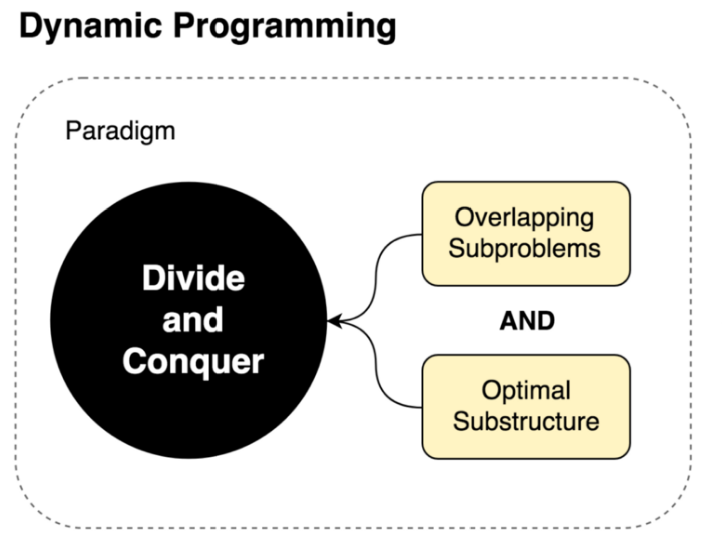 Dynamic Programming
Paradigm
Divide
and
Conquer
Overlapping
Subproblems
AND
Optimal
Substructure